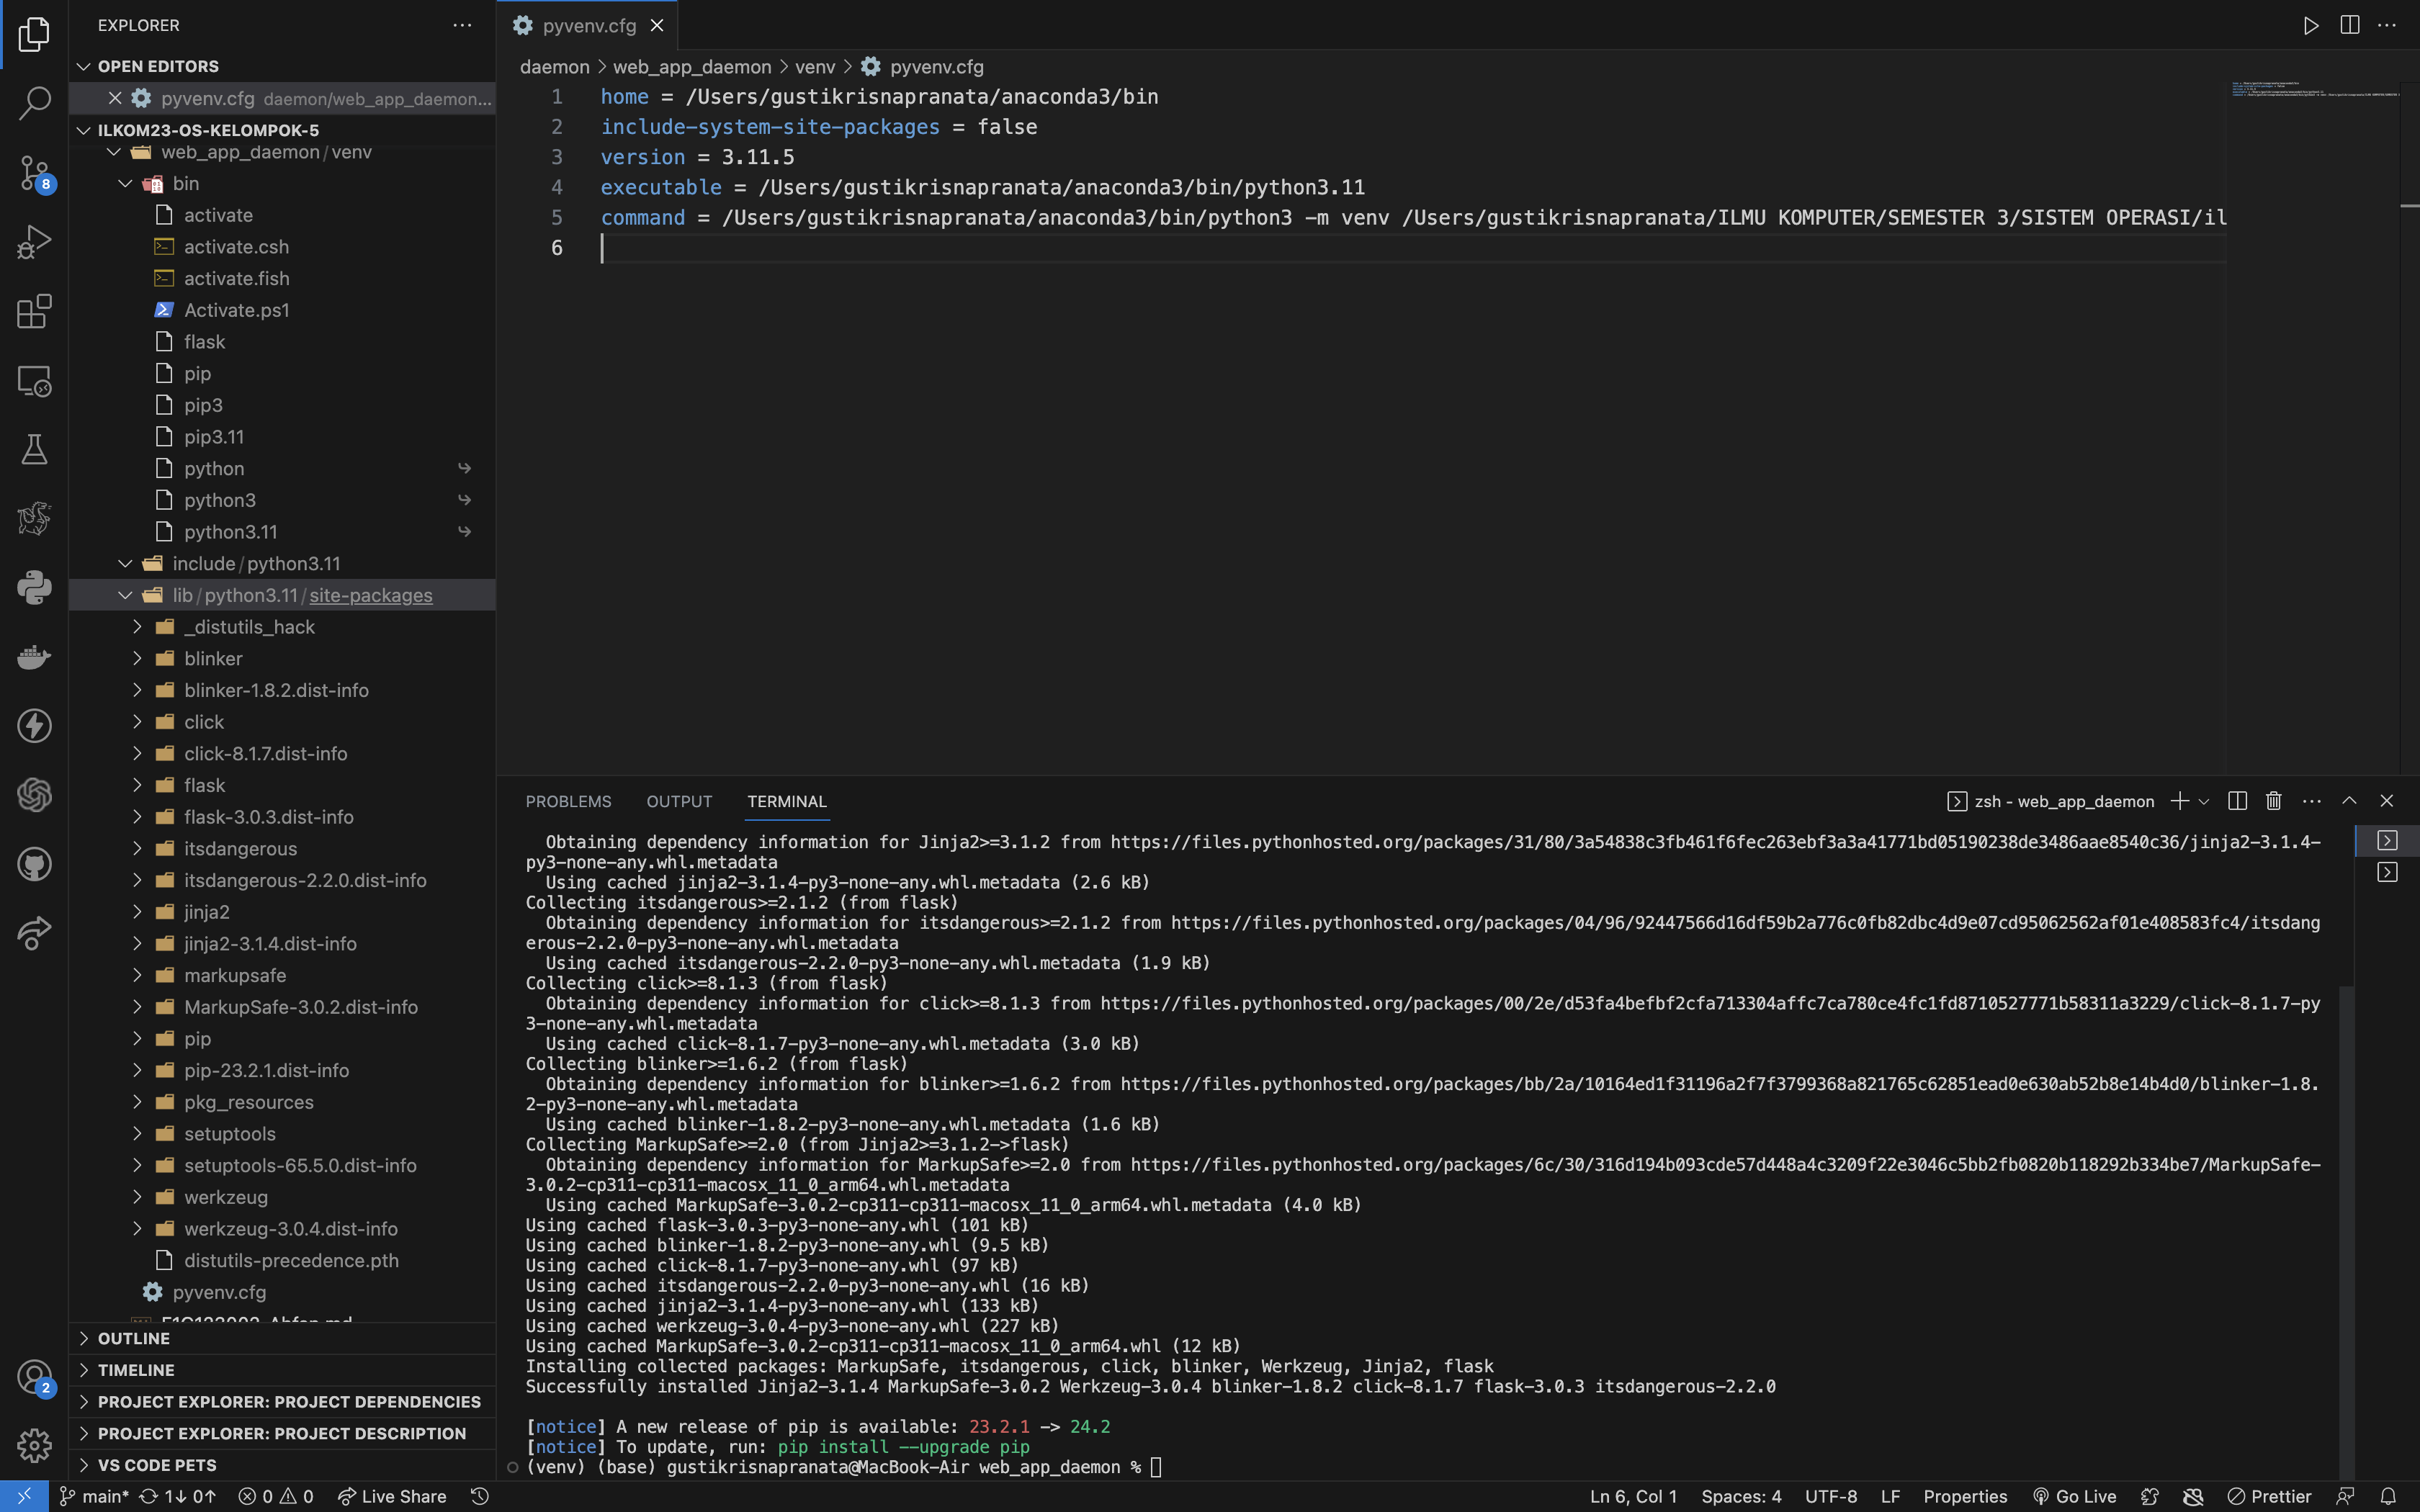 EXPLORER
OPEN EDITORS
pyvenv.cfg daemon/web_app_daemon...
ILKOM23-OS-KELOMPOK-5
web_app_daemon/venv
bin
activate
activate.csh
activate.fish
Activate.ps1
flask
pip
pip3
pip3.11
python
python3
python3.11
include/python3.11
lib/python3.11/site-packages
_distutils_hack
blinker
blinker-1.8.2.dist-info
click
click-8.1.7.dist-info
flask
flask-3.0.3.dist-info
itsdangerous
itsdangerous-2.2.0.dist-info
jinja2
jinja2-3.1.4.dist-info
markupsafe
MarkupSafe-3.0.2.dist-info
pip
pip-23.2.1.dist-info
pkg_resources
setuptools
setuptools-65.5.0.dist-info
werkzeug
werkzeug-3.0.4.dist-info
distutils-precedence.pth
pyvenv.cfg
OUTLINE
TIMELINE
PROJECT EXPLORER: PROJECT DEPENDENCIES
PROJECT EXPLORER: PROJECT DESCRIPTION
VS CODE PETS
8
2
pyvenv.cfg
daemon > web_app_daemon > venv > pyvenv.cfg
1 home = /Users/gustikrisnapranata/anaconda3/bin
2 include-system-site-packages = false
3 version = 3.11.5
4 executable = /Users/gustikrisnapranata/anaconda3/bin/python3.11
5 command = /Users/gustikrisnapranata/anaconda3/bin/python3 -m venv /Users/gustikrisnapranata/ILMU KOMPUTER/SEMESTER 3/SISTEM OPERASI/il
6
PROBLEMS OUTPUT TERMINAL
zsh - web_app_daemon
Obtaining dependency information for Jinja2>=3.1.2 from https://files.pythonhosted.org/packages/31/80/3a54838c3fb461f6fec263ebf3a3a41771bd05190238de3486aae8540c36/jinja2-3.1.4-
py3-none-any.whl.metadata
Using cached jinja2-3.1.4-py3-none-any.whl.metadata (2.6 kB)
Collecting itsdangerous>=2.1.2 (from flask)
Obtaining dependency information for itsdangerous>=2.1.2 from https://files.pythonhosted.org/packages/04/96/92447566d16df59b2a776c0fb82dbc4d9e07cd95062562af01e408583fc4/itsdang
erous-2.2.0-py3-none-any.whl.metadata
Using cached itsdangerous-2.2.0-py3-none-any.whl.metadata (1.9 kB)
Collecting click>=8.1.3 (from flask)
Obtaining dependency information for click>=8.1.3 from https://files.pythonhosted.org/packages/00/2e/d53fa4befbf2cfa713304affc7ca780ce4fc1fd8710527771b58311a3229/click-8.1.7-py
3-none-any.whl.metadata
Using cached click-8.1.7-py3-none-any.whl.metadata (3.0 kB)
Collecting blinker>=1.6.2 (from flask)
Obtaining dependency information for blinker>=1.6.2 from https://files.pythonhosted.org/packages/bb/2a/10164ed1f31196a2f7f3799368a821765c62851ead0e630ab52b8e14b4d0/blinker-1.8.
2-py3-none-any.whl.metadata
Using cached blinker-1.8.2-py3-none-any.whl.metadata (1.6 kB)
Collecting MarkupSafe>=2.0 (from Jinja2>=3.1.2->flask)
Obtaining dependency information for MarkupSafe>=2.0 from https://files.pythonhosted.org/packages/6c/30/316d194b093cde57d448a4c3209f22e3046c5bb2fb0820b118292b334be7/MarkupSafe-
3.0.2-cp311-cp311-macosx_11_0_arm64.whl.metadata
Using cached MarkupSafe-3.0.2-cp311-cp311-macosx_11_0_arm64.whl.metadata (4.0 kB)
Using cached flask-3.0.3-py3-none-any.whl (101 kB)
Using cached blinker-1.8.2-py3-none-any.whl (9.5 kB)
Using cached click-8.1.7-py3-none-any.whl (97 kB)
Using cached itsdangerous-2.2.0-py3-none-any.whl (16 kB)
Using cached jinja2-3.1.4-py3-none-any.whl (133 kB)
Using cached werkzeug-3.0.4-py3-none-any.whl (227 kB)
Using cached MarkupSafe-3.0.2-cp311-cp311-macosx_11_0_arm64.whl (12 kB)
Installing collected packages: MarkupSafe, itsdangerous, click, blinker, Werkzeug, Jinja2, flask
Successfully installed Jinja2-3.1.4 MarkupSafe-3.0.2 Werkzeug-3.0.4 blinker-1.8.2 click-8.1.7 flask-3.0.3 itsdangerous-2.2.0
[notice] A new release of pip is available: 23.2.1 -> 24.2
[notice] To update, run: pip install --upgrade pip
(venv) (base) gustikrisnapranata@MacBook-Air web_app_daemon %
main* 1↓ 0↑ 0 0 Live Share
Ln 6, Col 1 Spaces: 4 UTF-8 LF Properties Go Live Prettier